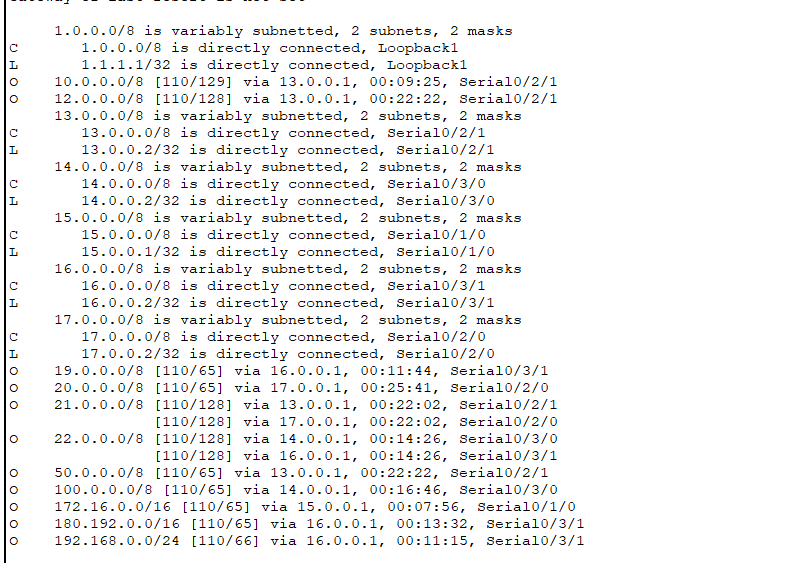 1.0.0.0/8 is variably subnetted, 2 subnets, 2 masks
C 1.0.0.0/8 is directly connected, Loopback1
L 1.1.1.1/32 is directly connected, Loopback1
O 10.0.0.0/8 [110/129] via 13.0.0.1, 00:09:25, Serial0/2/1
O 12.0.0.0/8 [110/128] via 13.0.0.1, 00:22:22, Serial0/2/1
13.0.0.0/8 is variably subnetted, 2 subnets, 2 masks
C 13.0.0.0/8 is directly connected, Serial0/2/1
L 13.0.0.2/32 is directly connected, Serial0/2/1
14.0.0.0/8 is variably subnetted, 2 subnets, 2 masks
C 14.0.0.0/8 is directly connected, Serial0/3/0
L 14.0.0.2/32 is directly connected, Serial0/3/0
15.0.0.0/8 is variably subnetted, 2 subnets, 2 masks
C 15.0.0.0/8 is directly connected, Serial0/1/0
L 15.0.0.1/32 is directly connected, Serial0/1/0
16.0.0.0/8 is variably subnetted, 2 subnets, 2 masks
C 16.0.0.0/8 is directly connected, Serial0/3/1
L 16.0.0.2/32 is directly connected, Serial0/3/1
17.0.0.0/8 is variably subnetted, 2 subnets, 2 masks
C 17.0.0.0/8 is directly connected, Serial0/2/0
L 17.0.0.2/32 is directly connected, Serial0/2/0
O 19.0.0.0/8 [110/65] via 16.0.0.1, 00:11:44, Serial0/3/1
O 20.0.0.0/8 [110/65] via 17.0.0.1, 00:25:41, Serial0/2/0
O 21.0.0.0/8 [110/128] via 13.0.0.1, 00:22:02, Serial0/2/1
[110/128] via 17.0.0.1, 00:22:02, Serial0/2/0
O 22.0.0.0/8 [110/128] via 14.0.0.1, 00:14:26, Serial0/3/0
[110/128] via 16.0.0.1, 00:14:26, Serial0/3/1
O 50.0.0.0/8 [110/65] via 13.0.0.1, 00:22:22, Serial0/2/1
O 100.0.0.0/8 [110/65] via 14.0.0.1, 00:16:46, Serial0/3/0
O 172.16.0.0/16 [110/65] via 15.0.0.1, 00:07:56, Serial0/1/0
O 180.192.0.0/16 [110/65] via 16.0.0.1, 00:13:32, Serial0/3/1
O 192.168.0.0/24 [110/66] via 16.0.0.1, 00:11:15, Serial0/3/1